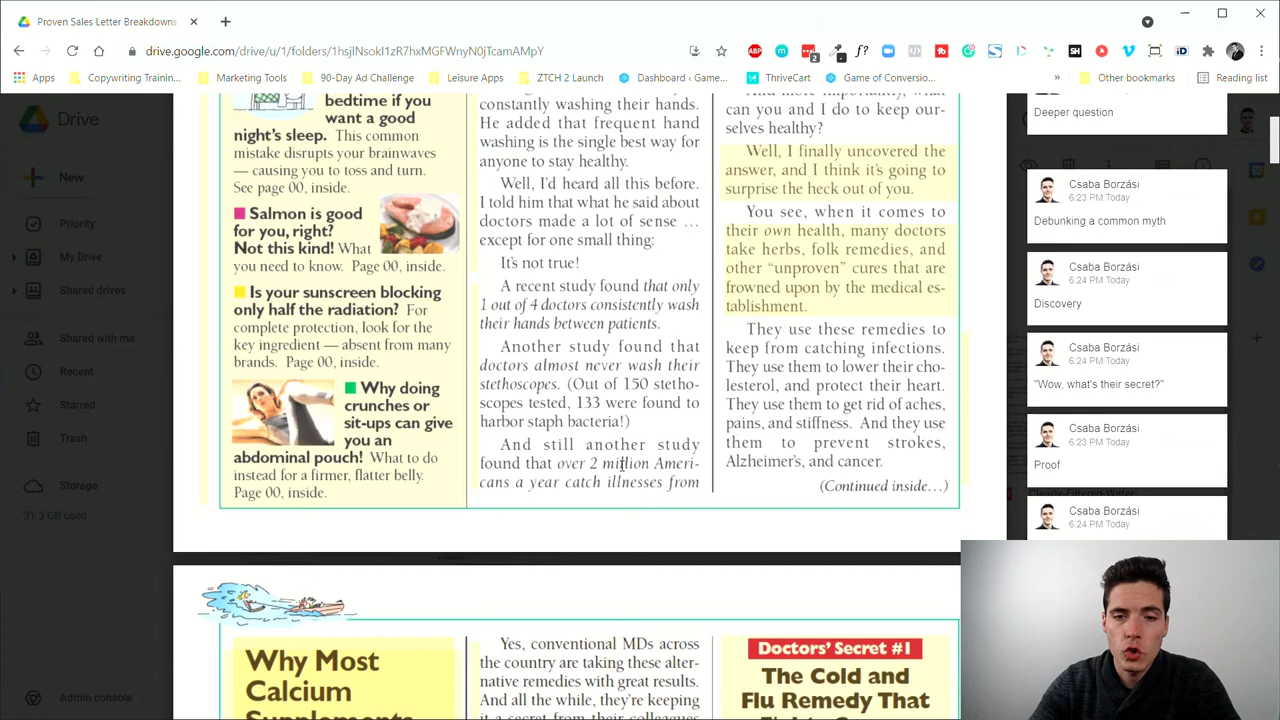 Proven Sales Letter Breakdowns
drive.google.com/drive/u/1/folders/1hsjlNsokI1zR7hxMGFWnyN0jTcamAMpY
Apps
Copywriting Trainin...
Marketing Tools
90-Day Ad Challenge
Leisure Apps
ZTCH 2 Launch
Dashboard ‹ Game...
ThriveCart
Game of Conversio...
»
Other bookmarks
Reading list
Drive
New
Priority
My Drive
Shared drives
Shared with me
Recent
Starred
Trash
Storage
31.3 GB used
Admin console
bedtime if you
want a good
night's sleep. This common
mistake disrupts your brainwaves
— causing you to toss and turn.
See page 00, inside.
Salmon is good
for you, right?
Not this kind! What
you need to know. Page 00, inside.
Is your sunscreen blocking
only half the radiation? For
complete protection, look for the
key ingredient — absent from many
brands. Page 00, inside.
Why doing
crunches or
sit-ups can give
you an
abdominal pouch! What to do
instead for a firmer, flatter belly.
Page 00, inside.
constantly washing their hands.
He added that frequent hand
washing is the single best way for
anyone to stay healthy.
Well, I'd heard all this before.
I told him that what he said about
doctors made a lot of sense ...
except for one small thing:
It's not true!
A recent study found that only
1 out of 4 doctors consistently wash
their hands between patients.
Another study found that
doctors almost never wash their
stethoscopes. (Out of 150 stetho-
scopes tested, 133 were found to
harbor staph bacteria!)
And still another study
found that over 2 million Ameri-
cans a year catch illnesses from
And more importantly, what
can you and I do to keep our-
selves healthy?
Well, I finally uncovered the
answer, and I think it's going to
surprise the heck out of you.
You see, when it comes to
their own health, many doctors
take herbs, folk remedies, and
other "unproven" cures that are
frowned upon by the medical es-
tablishment.
They use these remedies to
keep from catching infections.
They use them to lower their cho-
lesterol, and protect their heart.
They use them to get rid of aches,
pains, and stiffness. And they use
them to prevent strokes,
Alzheimer's, and cancer.
(Continued inside...)
Why Most
Calcium
Supplements
Yes, conventional MDs across
the country are taking these alter-
native remedies with great results.
And all the while, they're keeping
it a secret from their colleagues
Doctors' Secret #1
The Cold and
Flu Remedy That
Deeper question
Csaba Borzási
6:23 PM Today
Debunking a common myth
Csaba Borzási
6:24 PM Today
Discovery
Csaba Borzási
6:24 PM Today
"Wow, what's their secret?"
Csaba Borzási
6:23 PM Today
Proof
Csaba Borzási
6:24 PM Today